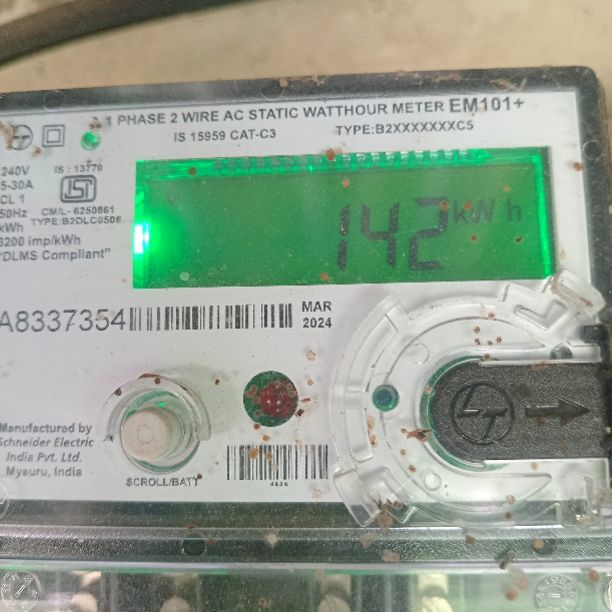 1 PHASE 2 WIRE AC STATIC WATTHOUR METER EM101+
IS 15959 CAT-C3 TYPE:B2XXXXXXXC5
240V
5-30A
CL 1
50Hz
kWh
3200 imp/kWh
"DLMS Compliant"
IS : 13779
ISI
CM/L- 6250861
TYPE:B2DLC0506
142 kWh
A8337354
MAR
2024
Manufactured by
Schneider Electric
India Pvt. Ltd.
Mysuru, India
SCROLL/BATT
LT